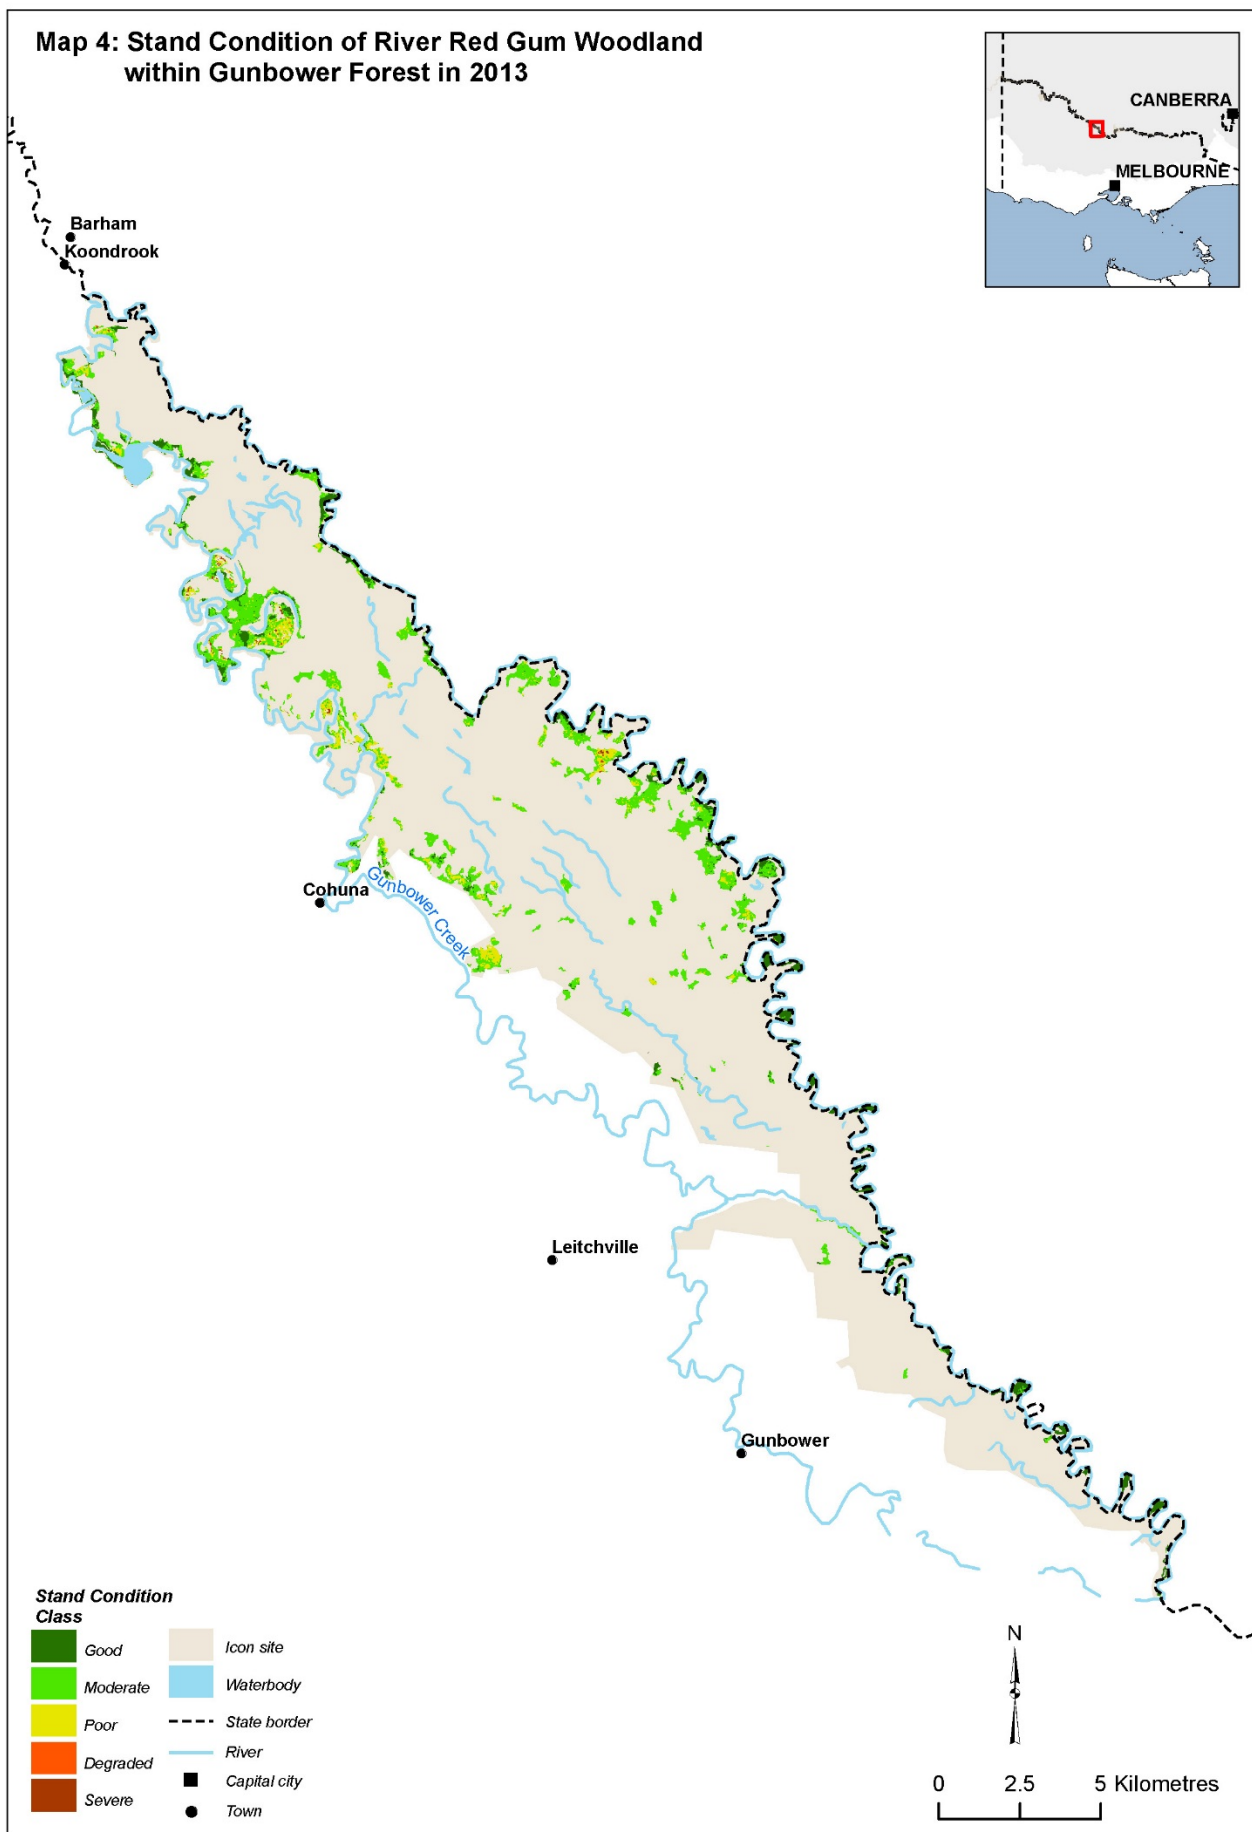 Map 4: Stand Condition of River Red Gum Woodland
within Gunbower Forest in 2013
CANBERRA
MELBOURNE
Barham
Koondrook
Cohuna
Gunbower Creek
Leitchville
Gunbower
Stand Condition
Class
Good
Moderate
Poor
Degraded
Severe
Icon site
Waterbody
State border
River
Capital city
Town
N
0 2.5 5 Kilometres